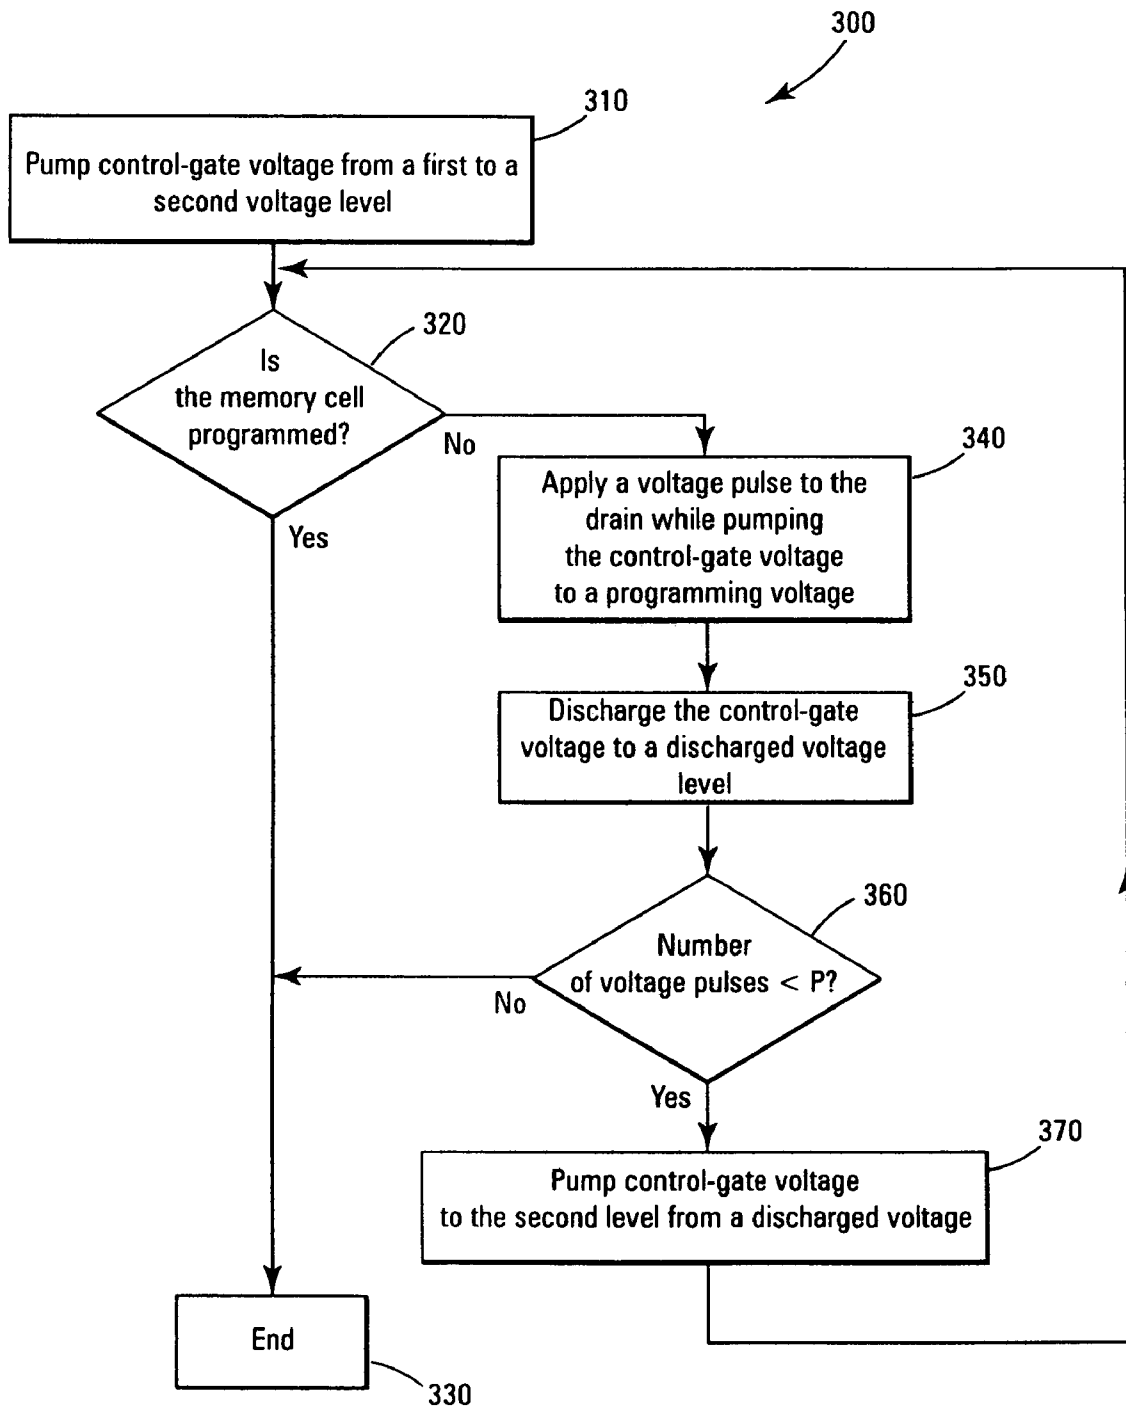 300
310
Pump control-gate voltage from a first to a
second voltage level
320
Is
the memory cell
programmed?
No
Yes
340
Apply a voltage pulse to the
drain while pumping
the control-gate voltage
to a programming voltage
350
Discharge the control-gate
voltage to a discharged voltage
level
360
Number
of voltage pulses < P?
No
Yes
370
Pump control-gate voltage
to the second level from a discharged voltage
End
330